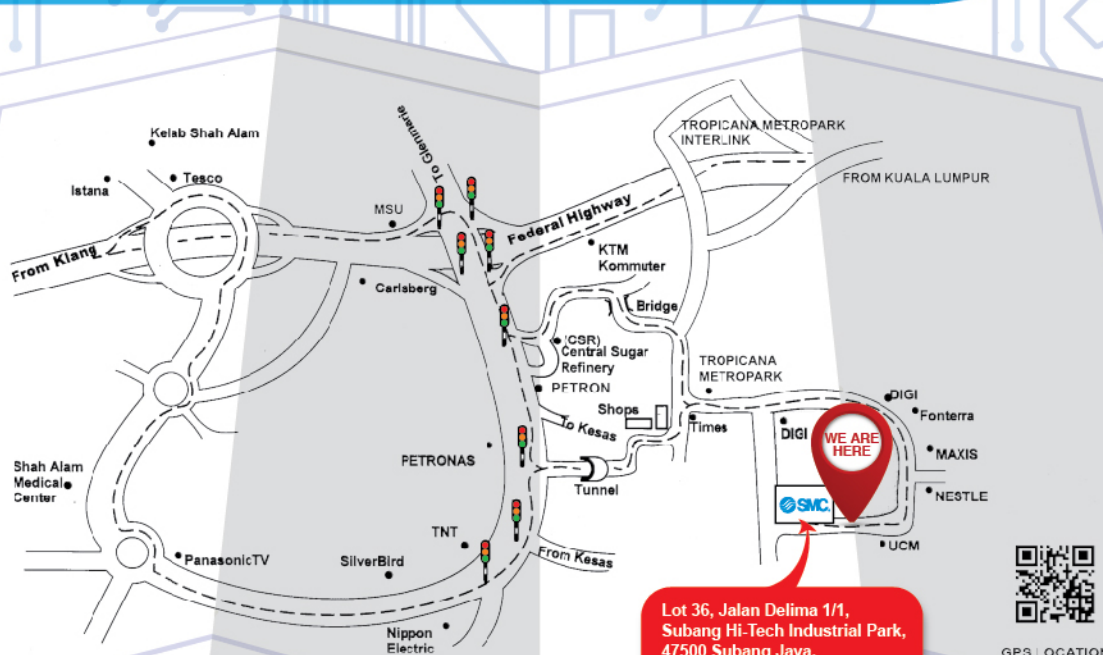 Kelab Shah Alam
Istana
Tesco
MSU
To Glenmarie
TROPICANA METROPARK
INTERLINK
FROM KUALA LUMPUR
From Klang
Federal Highway
KTM
Kommuter
Carlsberg
Bridge
(CSR)
Central Sugar
Refinery
PETRON
TROPICANA
METROPARK
Shops
To Kesas
Times
DIGI
DIGI
Fonterra
WE ARE
HERE
MAXIS
PETRONAS
Shah Alam
Medical
Center
Tunnel
NESTLE
SMC
TNT
UCM
PanasonicTV
SilverBird
From Kesas
Nippon
Electric
Lot 36, Jalan Delima 1/1,
Subang Hi-Tech Industrial Park,
47500 Subang Jaya,
GPS LOCATION